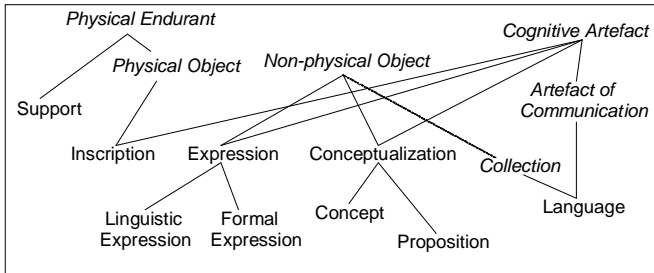 Physical Endurant
Cognitive Artefact
Physical Object
Non-physical Object
Artefact of
Communication
Support
Inscription
Expression
Conceptualization
Collection
Linguistic
Expression
Formal
Expression
Concept
Proposition
Language